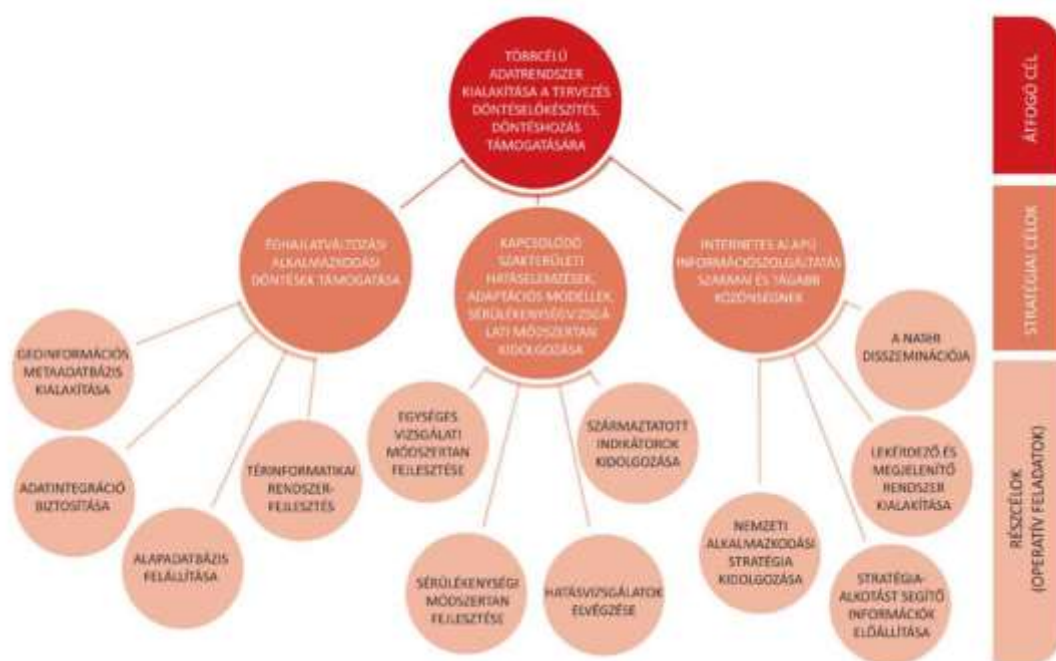 TÖBBCÉLÚ
ADATRENDSZER
KIALAKÍTÁSA A TERVEZÉS
DÖNTÉSELŐKÉSZÍTÉS,
DÖNTÉSHOZÁS
TÁMOGATÁSÁRA
ÁTFOGÓ CÉL
ÉGHAJLATVÁLTOZÁSI
ALKALMAZKODÁSI
DÖNTÉSEK TÁMOGATÁSA
KAPCSOLÓDÓ
SZAKTERÜLETI
HATÁSELEMZÉSEK,
ADAPTÁCIÓS MODELLEK,
SÉRÜLÉKENYSÉGVIZSGÁ
LATI MÓDSZERTAN
KIDOLGOZÁSA
INTERNETES ALAPÚ
INFORMÁCIÓSZOLGÁLTATÁS
SZAKMAI ÉS TÁGABB
KÖZÖNSÉGNEK
STRATÉGIAI CÉLOK
GEOINFORMÁCIÓS
METAADATBÁZIS
KIALAKÍTÁSA
ADATINTEGRÁCIÓ
BIZTOSÍTÁSA
ALAPADATBÁZIS
FELÁLLÍTÁSA
TÉRINFORMATIKAI
RENDSZER-
FEJLESZTÉS
EGYSÉGES
VIZSGÁLATI
MÓDSZERTAN
FEJLESZTÉSE
SÉRÜLÉKENYSÉGI
MÓDSZERTAN
FEJLESZTÉSE
HATÁSVIZSGÁLATOK
ELVÉGZÉSE
SZÁRMAZTATOTT
INDIKÁTOROK
KIDOLGOZÁSA
NEMZETI
ALKALMAZKODÁSI
STRATÉGIA
KIDOLGOZÁSA
STRATÉGIA-
ALKOTÁST SEGÍTŐ
INFORMÁCIÓK
ELŐÁLLÍTÁSA
LEKÉRDEZŐ ÉS
MEGJELENÍTŐ
RENDSZER
KIALAKÍTÁSA
A NATÉR
DISSZEMINÁCIÓJA
RÉSZCÉLOK
(OPERATÍV FELADATOK)